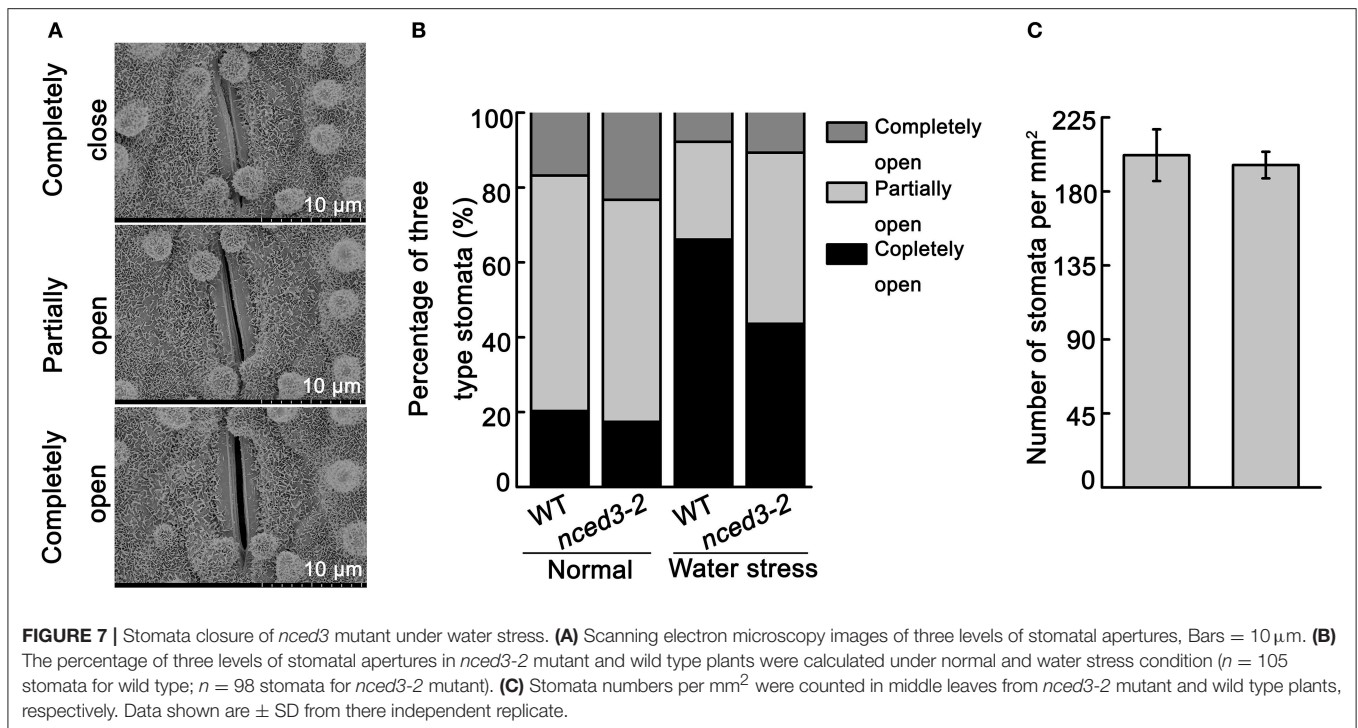 A
Completely
close
10 µm
Partially
open
10 µm
Completely
open
10 µm
B
Percentage of three
type stomata (%)
100
80
60
40
20
0
WT
nced3-2
WT
nced3-2
Normal
Water stress
Completely
open
Partially
open
Copletely
open
C
Number of stomata per mm²
225
180
135
90
45
0
FIGURE 7 | Stomata closure of nced3 mutant under water stress. (A) Scanning electron microscopy images of three levels of stomatal apertures, Bars = 10 µm. (B)
The percentage of three levels of stomatal apertures in nced3-2 mutant and wild type plants were calculated under normal and water stress condition (n = 105
stomata for wild type; n = 98 stomata for nced3-2 mutant). (C) Stomata numbers per mm² were counted in middle leaves from nced3-2 mutant and wild type plants,
respectively. Data shown are ± SD from there independent replicate.